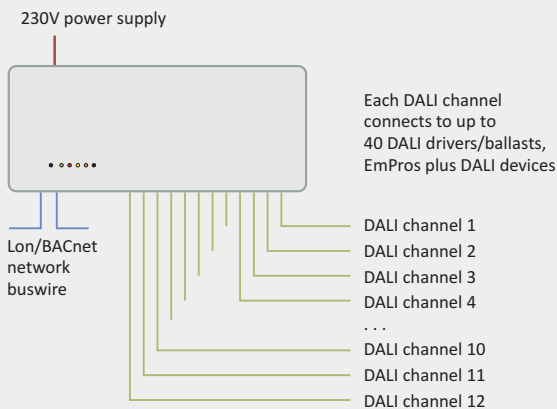 230V power supply
Each DALI channel
connects to up to
40 DALI drivers/ballasts,
EmPros plus DALI devices
Lon/BACnet
network
buswire
DALI channel 1
DALI channel 2
DALI channel 3
DALI channel 4
. . .
DALI channel 10
DALI channel 11
DALI channel 12